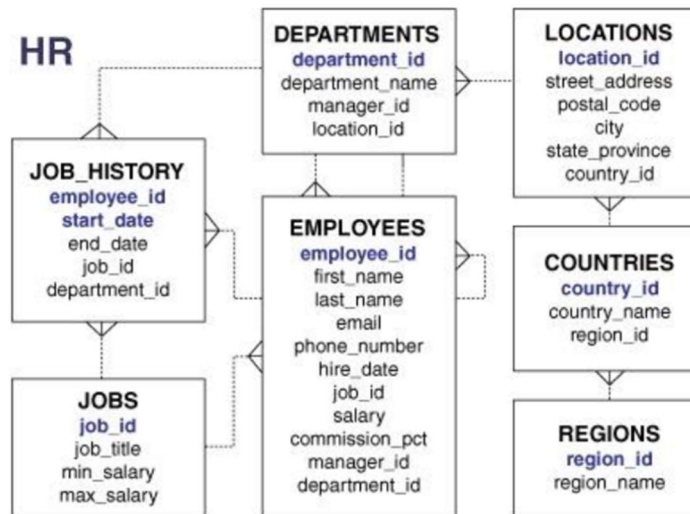 HR
DEPARTMENTS
department_id
department_name
manager_id
location_id
LOCATIONS
location_id
street_address
postal_code
city
state_province
country_id
JOB_HISTORY
employee_id
start_date
end_date
job_id
department_id
EMPLOYEES
employee_id
first_name
last_name
email
phone_number
hire_date
job_id
salary
commission_pct
manager_id
department_id
COUNTRIES
country_id
country_name
region_id
JOBS
job_id
job_title
min_salary
max_salary
REGIONS
region_id
region_name